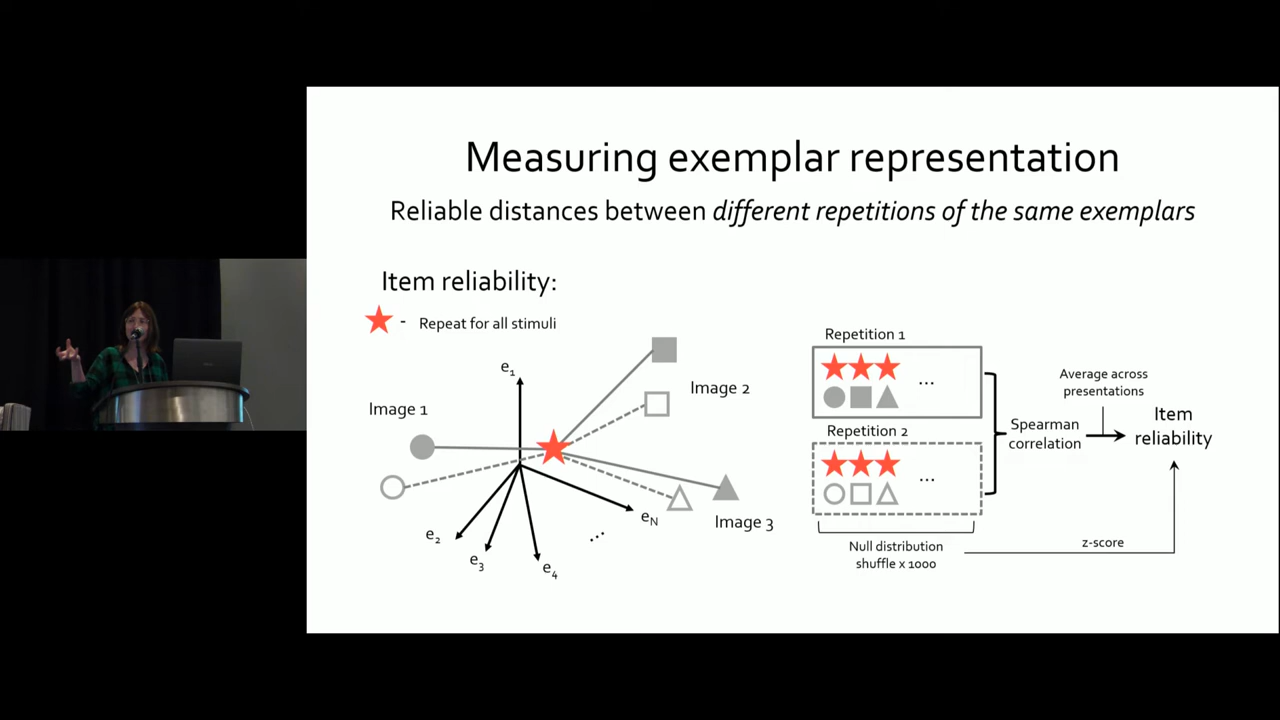 Measuring exemplar representation
Reliable distances between different repetitions of the same exemplars
Item reliability:
- Repeat for all stimuli
e1
Image 1
Image 2
e2
e3
e4
...
eN
Image 3
Repetition 1
...
Repetition 2
...
Null distribution
shuffle x 1000
Spearman
correlation
Average across
presentations
Item
reliability
z-score